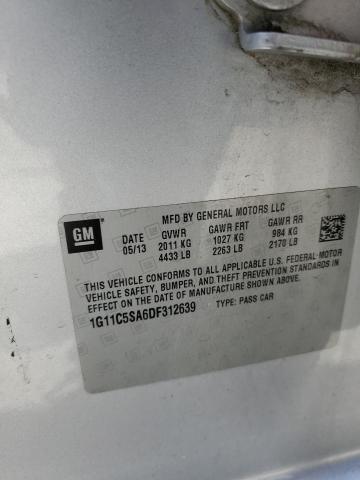 MFD BY GENERAL MOTORS LLC
GM DATE GVWR GAWR FRT GAWR RR
05/13 2011 KG 1027 KG 984 KG
4433 LB 2263 LB 2170 LB
THIS VEHICLE CONFORMS TO ALL APPLICABLE U.S. FEDERAL-MOTOR
VEHICLE SAFETY, BUMPER, AND THEFT PREVENTION STANDARDS IN
EFFECT ON THE DATE OF MANUFACTURE SHOWN ABOVE.
1G11C5SA6DF312639 TYPE: PASS CAR